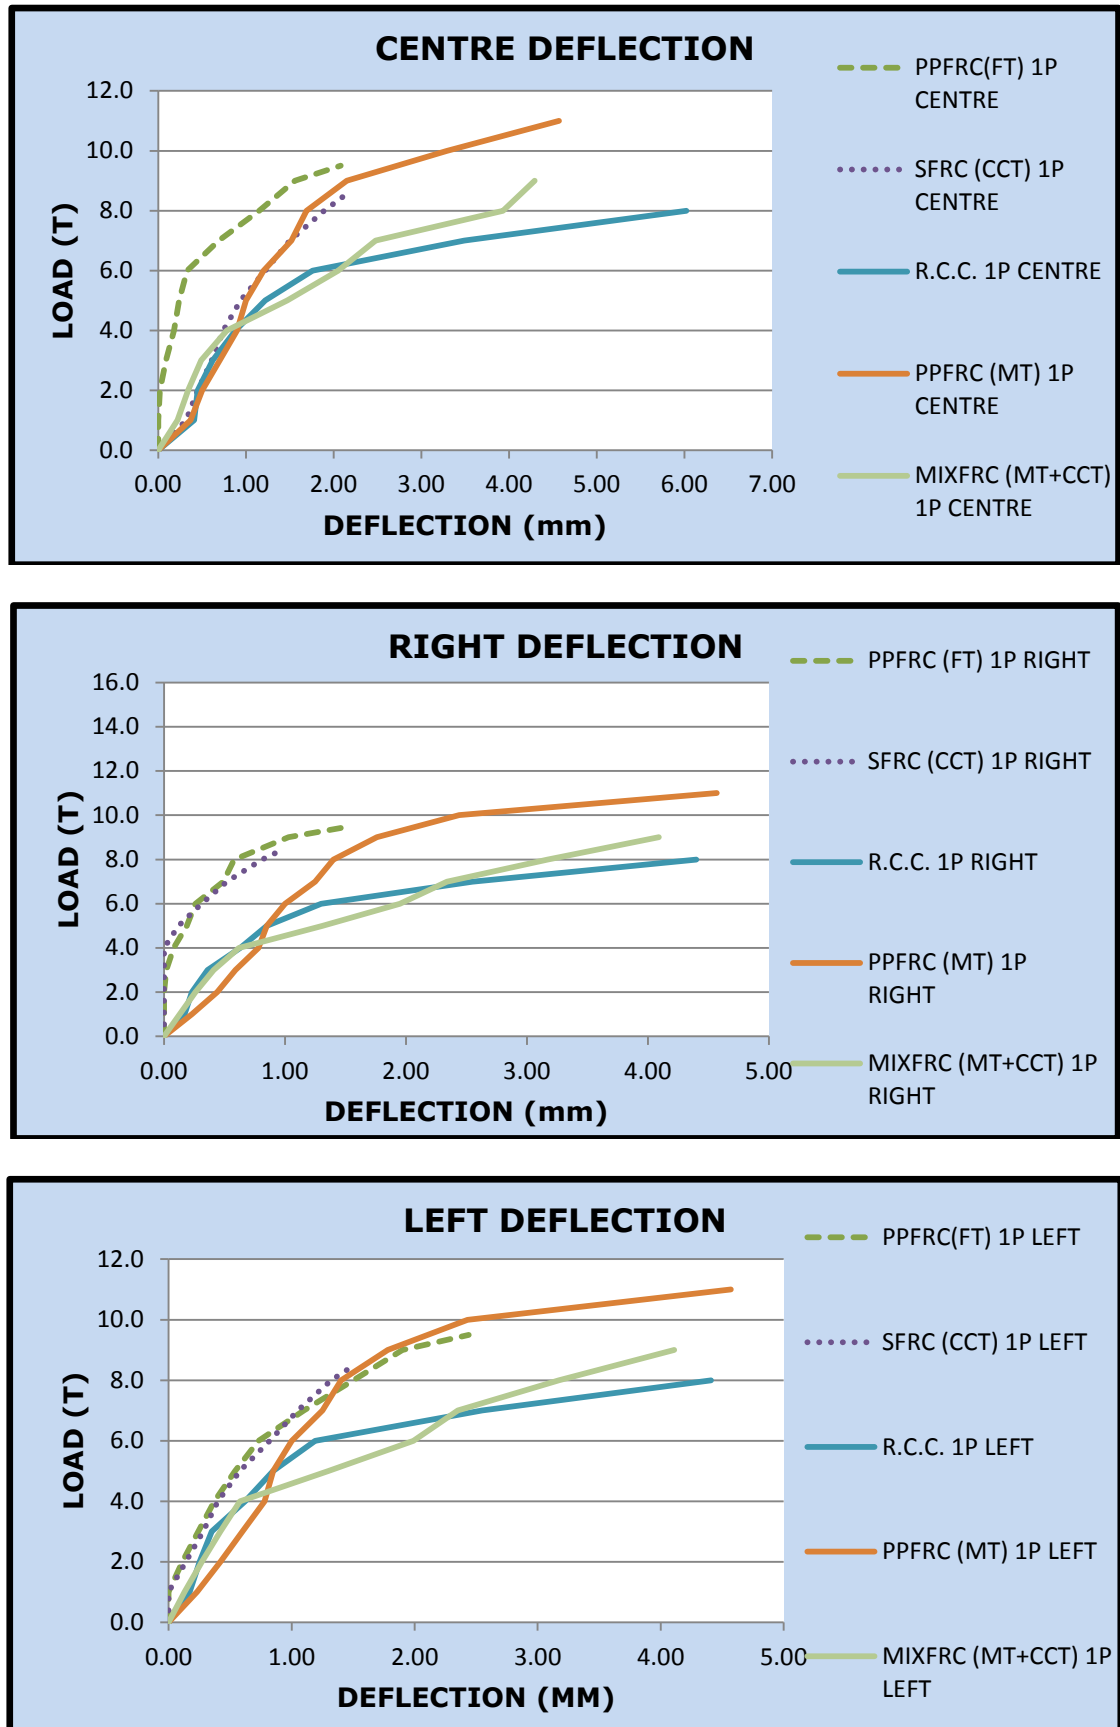 CENTRE DEFLECTION
12.0
10.0
8.0
6.0
4.0
2.0
0.0
LOAD (T)
0.00 1.00 2.00 3.00 4.00 5.00 6.00 7.00
DEFLECTION (mm)
PPFRC(FT) 1P
CENTRE
SFRC (CCT) 1P
CENTRE
R.C.C. 1P CENTRE
PPFRC (MT) 1P
CENTRE
MIXFRC (MT+CCT)
1P CENTRE
RIGHT DEFLECTION
16.0
14.0
12.0
10.0
8.0
6.0
4.0
2.0
0.0
LOAD (T)
0.00 1.00 2.00 3.00 4.00 5.00
DEFLECTION (mm)
PPFRC (FT) 1P RIGHT
SFRC (CCT) 1P RIGHT
R.C.C. 1P RIGHT
PPFRC (MT) 1P
RIGHT
MIXFRC (MT+CCT) 1P
RIGHT
LEFT DEFLECTION
12.0
10.0
8.0
6.0
4.0
2.0
0.0
LOAD (T)
0.00 1.00 2.00 3.00 4.00 5.00
DEFLECTION (MM)
PPFRC(FT) 1P LEFT
SFRC (CCT) 1P LEFT
R.C.C. 1P LEFT
PPFRC (MT) 1P LEFT
MIXFRC (MT+CCT) 1P
LEFT